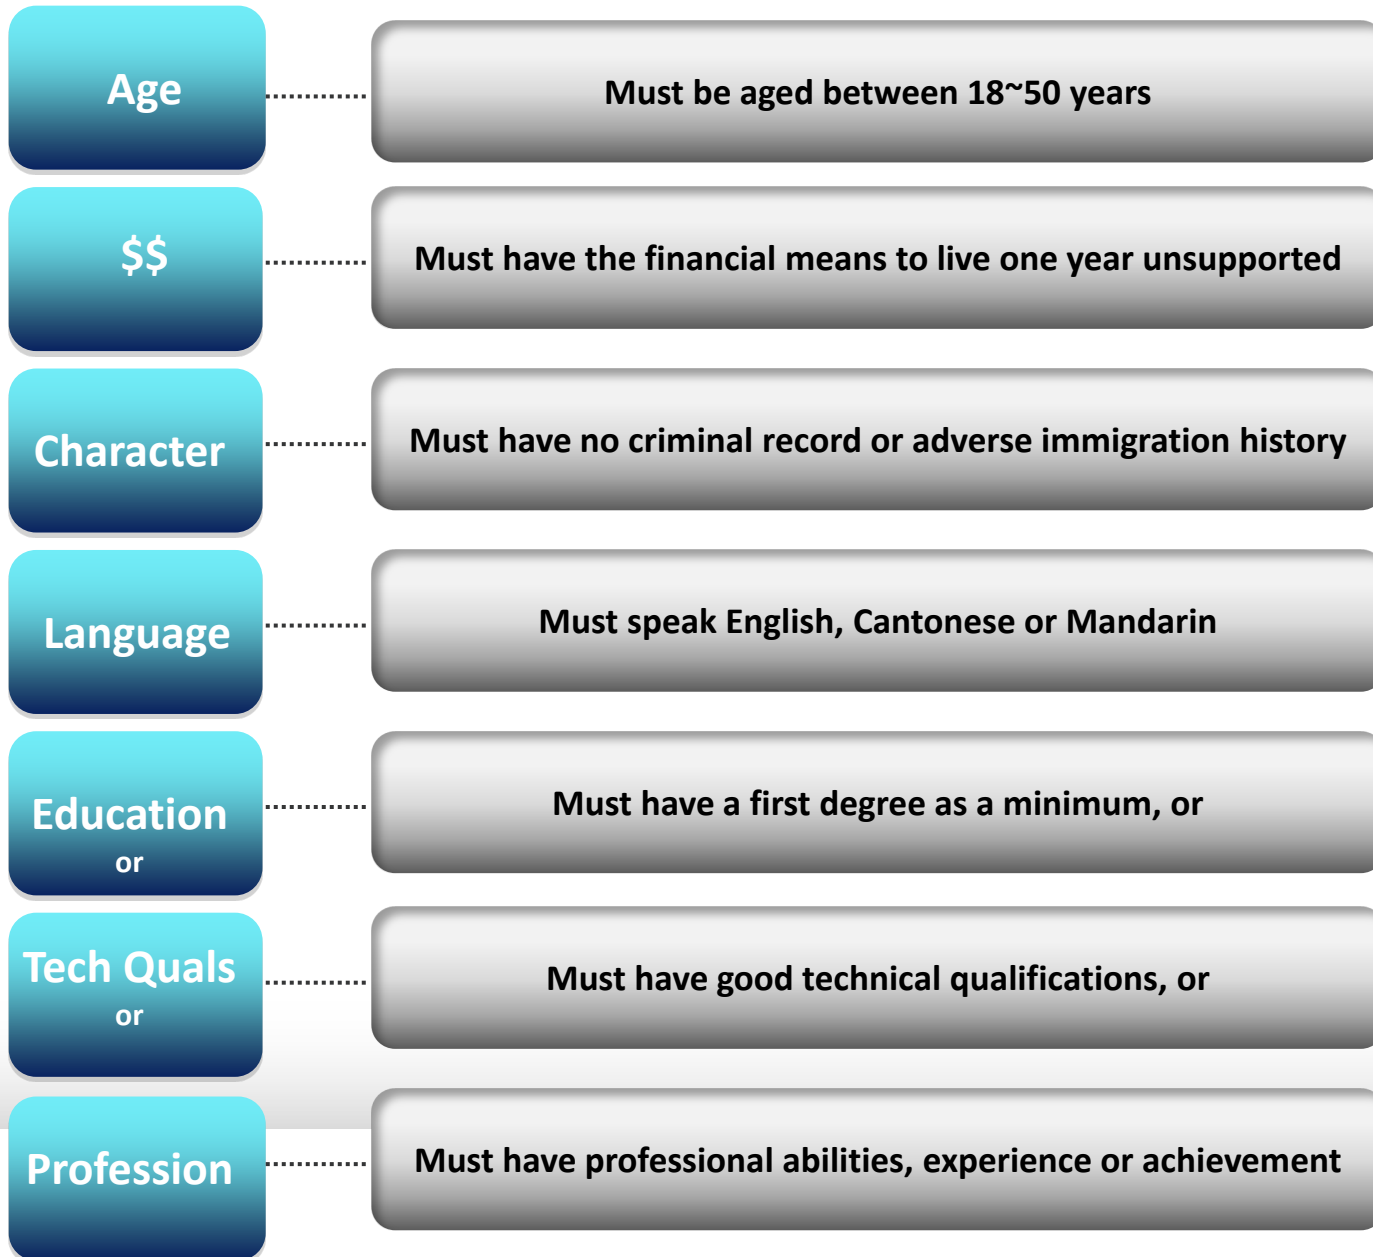 Age
Must be aged between 18~50 years
$$
Must have the financial means to live one year unsupported
Character
Must have no criminal record or adverse immigration history
Language
Must speak English, Cantonese or Mandarin
Education
or
Must have a first degree as a minimum, or
Tech Quals
or
Must have good technical qualifications, or
Profession
Must have professional abilities, experience or achievement